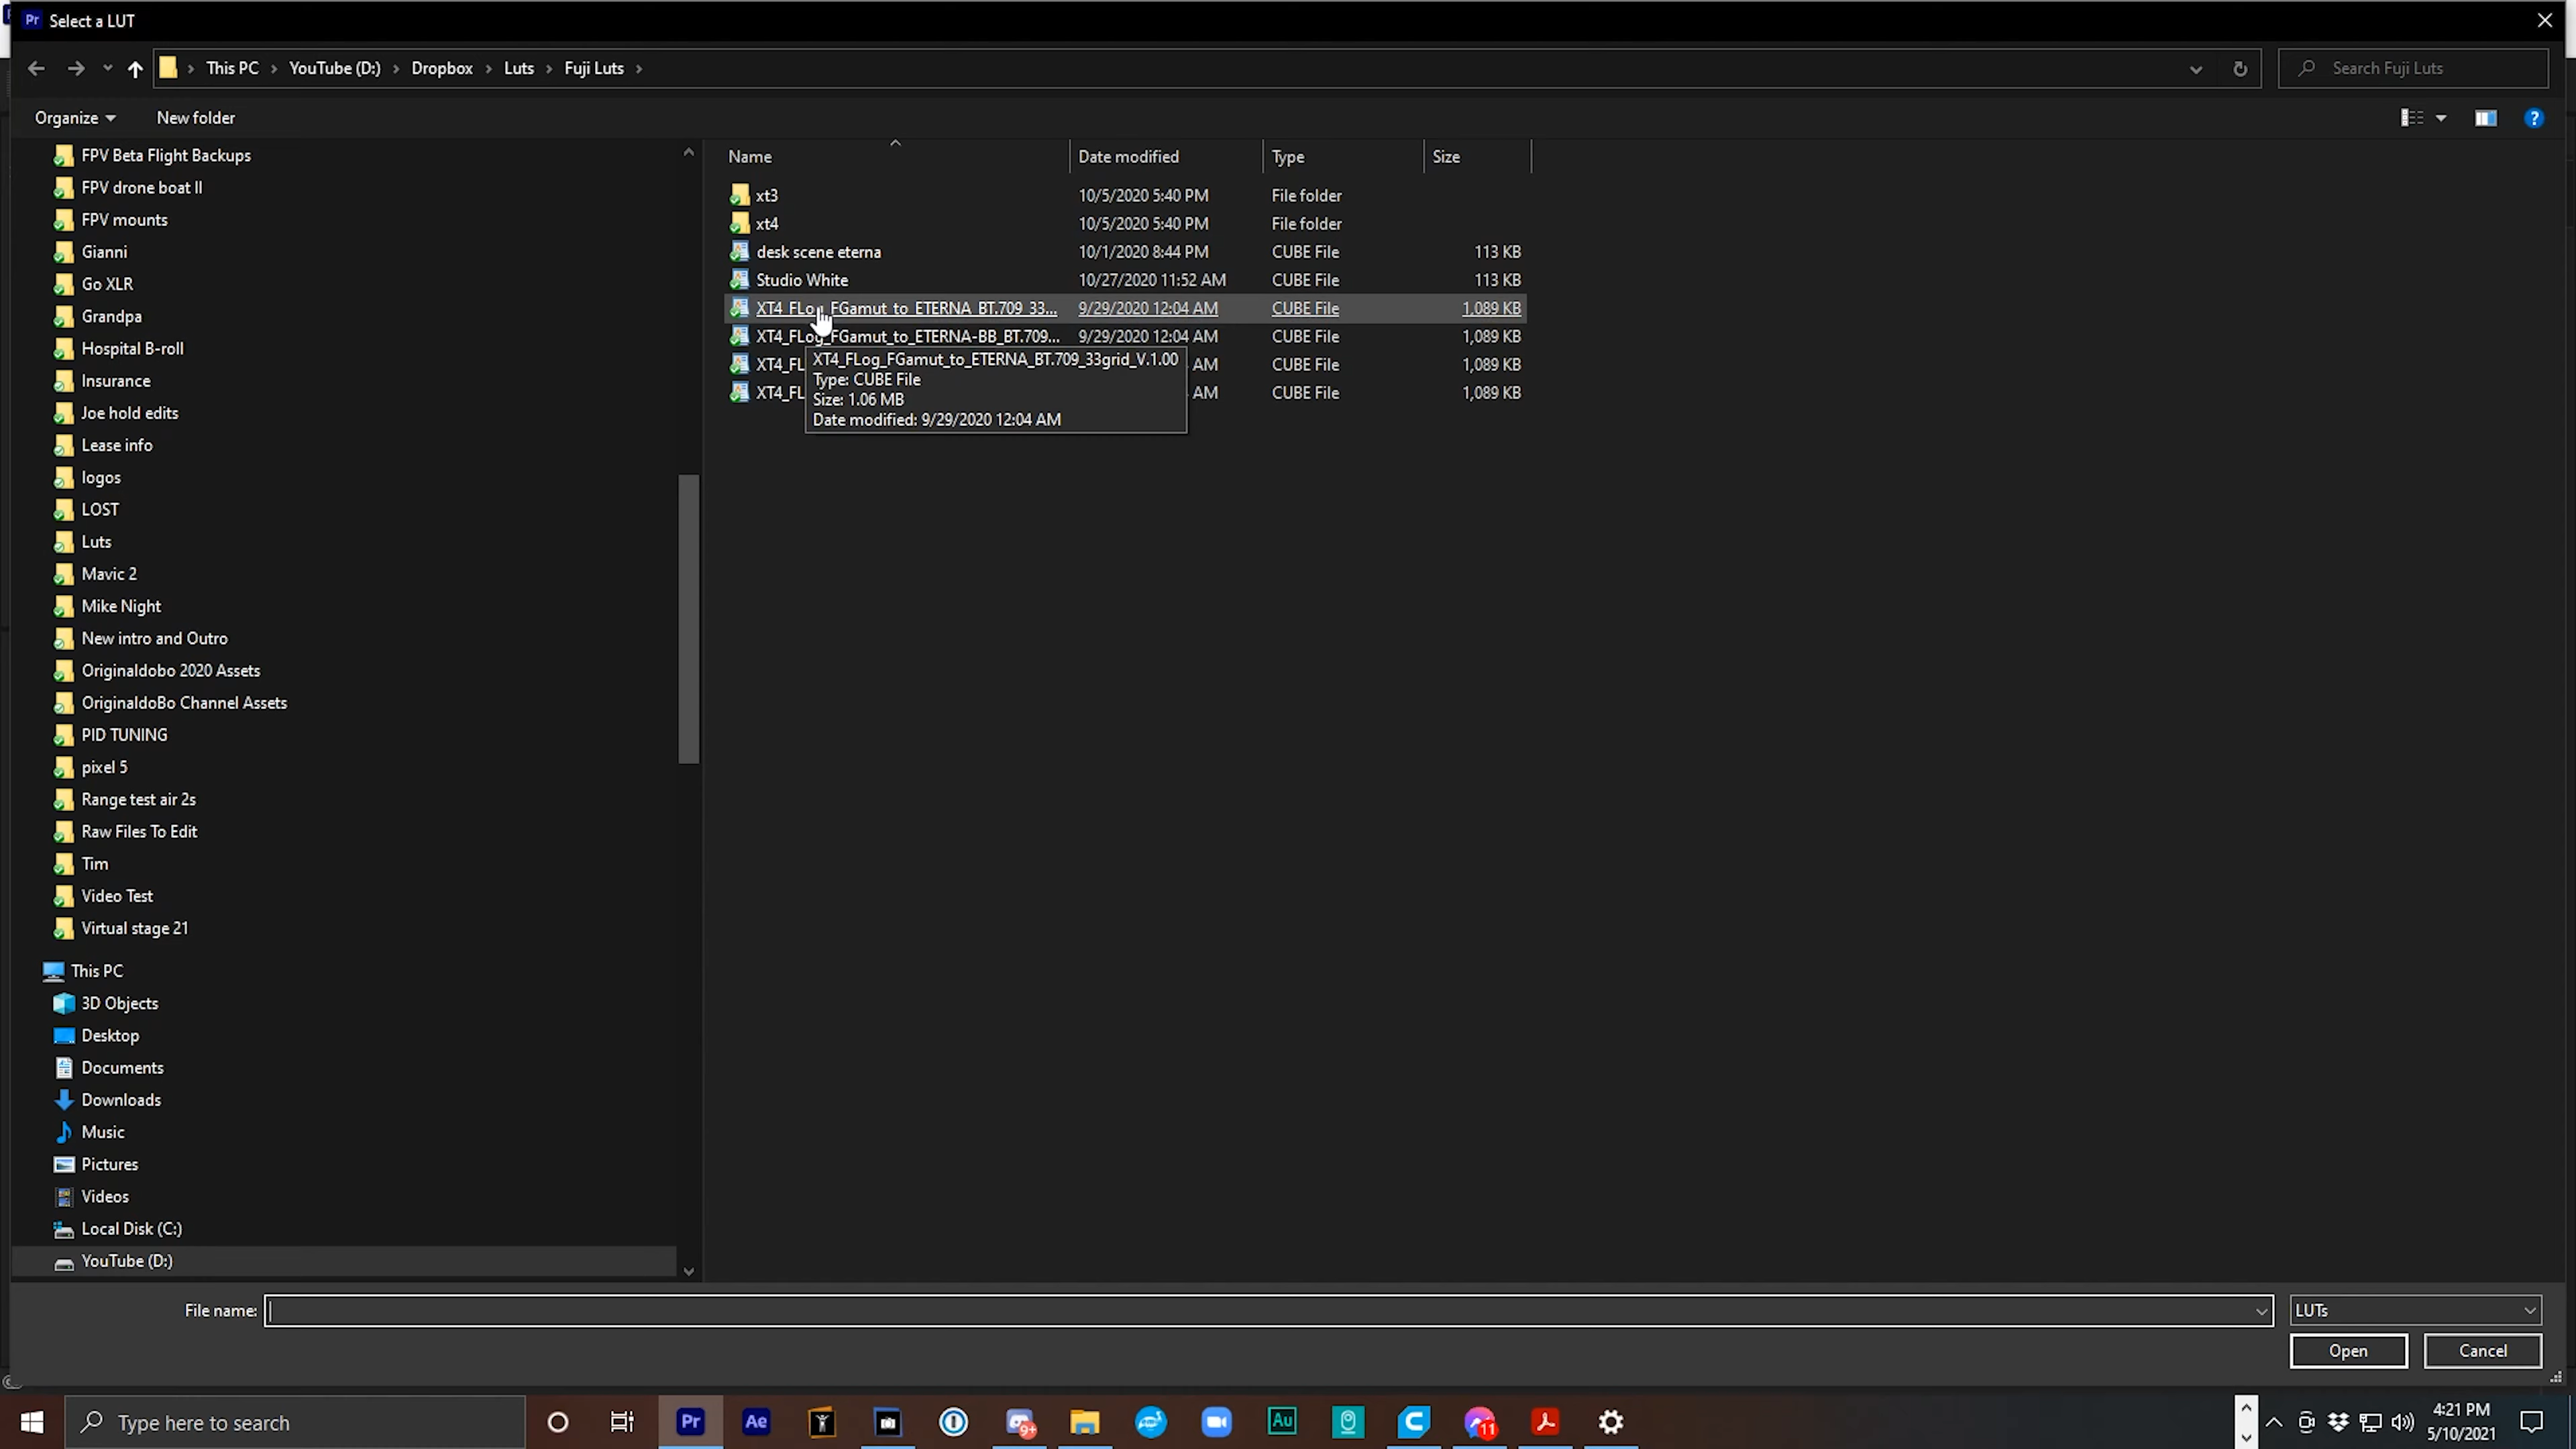 Pr Select a LUT
This PC > YouTube (D:) > Dropbox > Luts > Fuji Luts >
Search Fuji Luts
Organize New folder
Name Date modified Type Size
xt3 10/5/2020 5:40 PM File folder
xt4 10/5/2020 5:40 PM File folder
desk scene eterna 10/1/2020 8:44 PM CUBE File 113 KB
Studio White 10/27/2020 11:52 AM CUBE File 113 KB
XT4_FLog_FGamut_to_ETERNA_BT.709_33... 9/29/2020 12:04 AM CUBE File 1,089 KB
XT4_FLog_FGamut_to_ETERNA-BB_BT.709... 9/29/2020 12:04 AM CUBE File 1,089 KB
XT4_FL AM CUBE File 1,089 KB
XT4_FL AM CUBE File 1,089 KB
XT4_FLog_FGamut_to_ETERNA_BT.709_33grid_V.1.00
Type: CUBE File
Size: 1.06 MB
Date modified: 9/29/2020 12:04 AM
FPV Beta Flight Backups
FPV drone boat II
FPV mounts
Gianni
Go XLR
Grandpa
Hospital B-roll
Insurance
Joe hold edits
Lease info
logos
LOST
Luts
Mavic 2
Mike Night
New intro and Outro
Originaldobo 2020 Assets
OriginaldoBo Channel Assets
PID TUNING
pixel 5
Range test air 2s
Raw Files To Edit
Tim
Video Test
Virtual stage 21
This PC
3D Objects
Desktop
Documents
Downloads
Music
Pictures
Videos
Local Disk (C:)
YouTube (D:)
File name:
LUTs
Open Cancel
Type here to search
Pr Ae 9+ Au 11
4:21 PM
5/10/2021